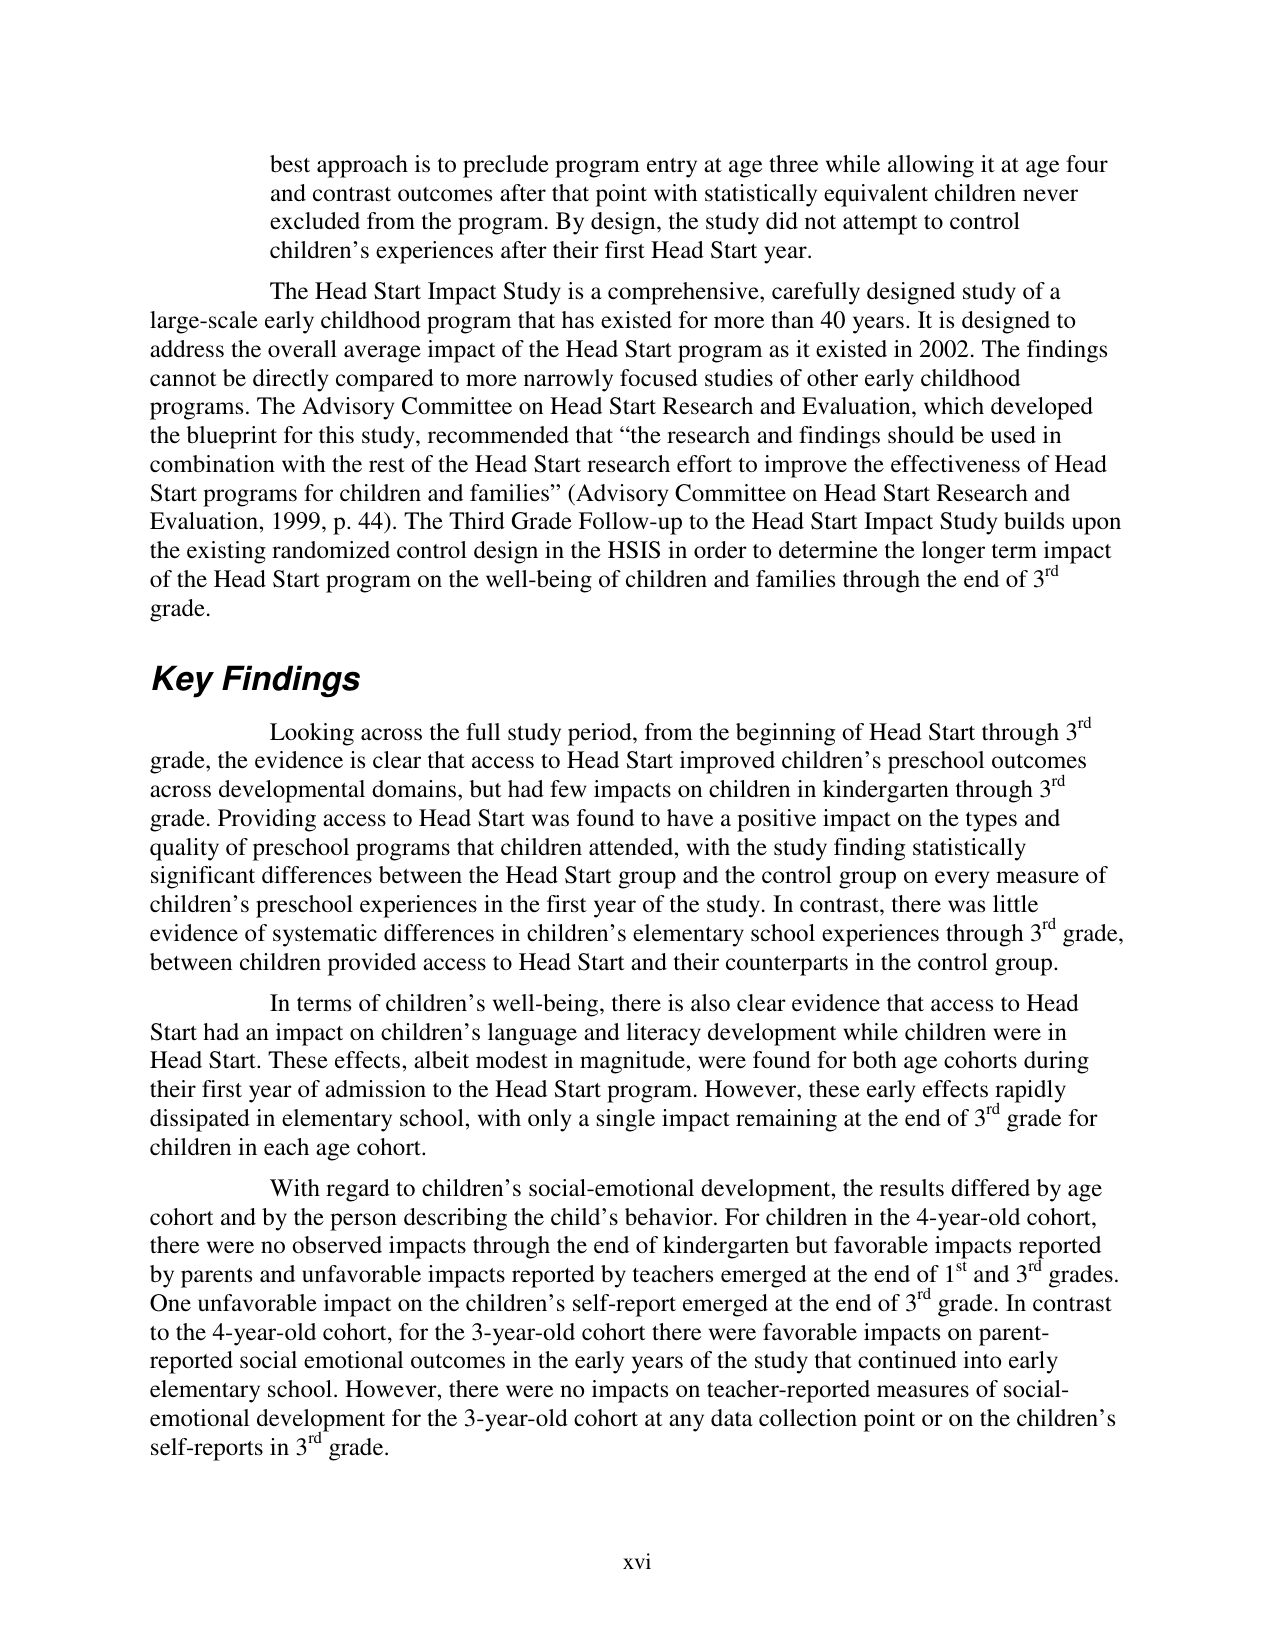 best approach is to preclude program entry at age three while allowing it at age four
and contrast outcomes after that point with statistically equivalent children never
excluded from the program. By design, the study did not attempt to control
children’s experiences after their first Head Start year.
The Head Start Impact Study is a comprehensive, carefully designed study of a
large-scale early childhood program that has existed for more than 40 years. It is designed to
address the overall average impact of the Head Start program as it existed in 2002. The findings
cannot be directly compared to more narrowly focused studies of other early childhood
programs. The Advisory Committee on Head Start Research and Evaluation, which developed
the blueprint for this study, recommended that “the research and findings should be used in
combination with the rest of the Head Start research effort to improve the effectiveness of Head
Start programs for children and families” (Advisory Committee on Head Start Research and
Evaluation, 1999, p. 44). The Third Grade Follow-up to the Head Start Impact Study builds upon
the existing randomized control design in the HSIS in order to determine the longer term impact
of the Head Start program on the well-being of children and families through the end of 3rd
grade.
Key Findings
Looking across the full study period, from the beginning of Head Start through 3rd
grade, the evidence is clear that access to Head Start improved children’s preschool outcomes
across developmental domains, but had few impacts on children in kindergarten through 3rd
grade. Providing access to Head Start was found to have a positive impact on the types and
quality of preschool programs that children attended, with the study finding statistically
significant differences between the Head Start group and the control group on every measure of
children’s preschool experiences in the first year of the study. In contrast, there was little
evidence of systematic differences in children’s elementary school experiences through 3rd grade,
between children provided access to Head Start and their counterparts in the control group.
In terms of children’s well-being, there is also clear evidence that access to Head
Start had an impact on children’s language and literacy development while children were in
Head Start. These effects, albeit modest in magnitude, were found for both age cohorts during
their first year of admission to the Head Start program. However, these early effects rapidly
dissipated in elementary school, with only a single impact remaining at the end of 3rd grade for
children in each age cohort.
With regard to children’s social-emotional development, the results differed by age
cohort and by the person describing the child’s behavior. For children in the 4-year-old cohort,
there were no observed impacts through the end of kindergarten but favorable impacts reported
by parents and unfavorable impacts reported by teachers emerged at the end of 1st and 3rd grades.
One unfavorable impact on the children’s self-report emerged at the end of 3rd grade. In contrast
to the 4-year-old cohort, for the 3-year-old cohort there were favorable impacts on parent-
reported social emotional outcomes in the early years of the study that continued into early
elementary school. However, there were no impacts on teacher-reported measures of social-
emotional development for the 3-year-old cohort at any data collection point or on the children’s
self-reports in 3rd grade.
xvi